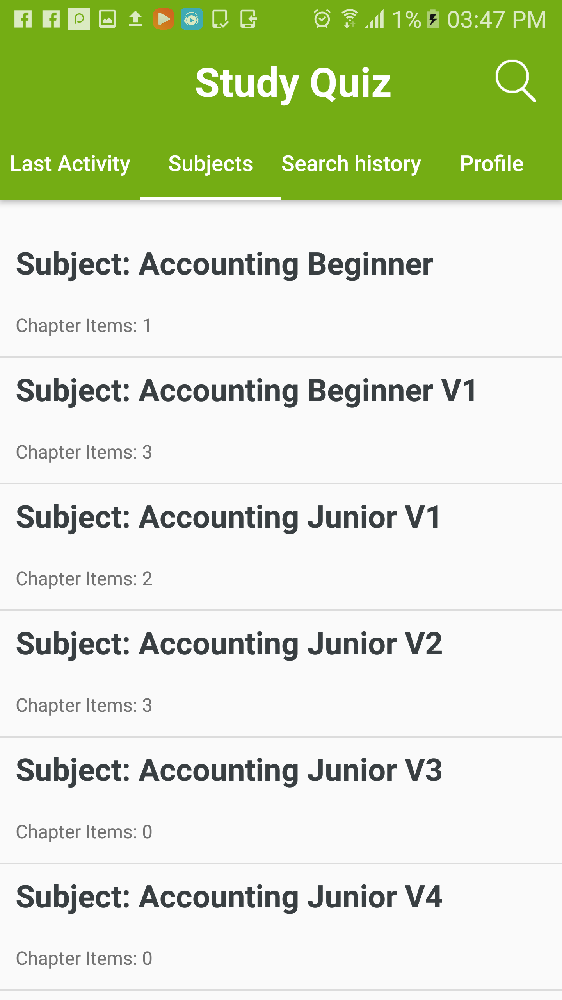 1% 03:47 PM
Study Quiz
Last Activity Subjects Search history Profile
Subject: Accounting Beginner
Chapter Items: 1
Subject: Accounting Beginner V1
Chapter Items: 3
Subject: Accounting Junior V1
Chapter Items: 2
Subject: Accounting Junior V2
Chapter Items: 3
Subject: Accounting Junior V3
Chapter Items: 0
Subject: Accounting Junior V4
Chapter Items: 0